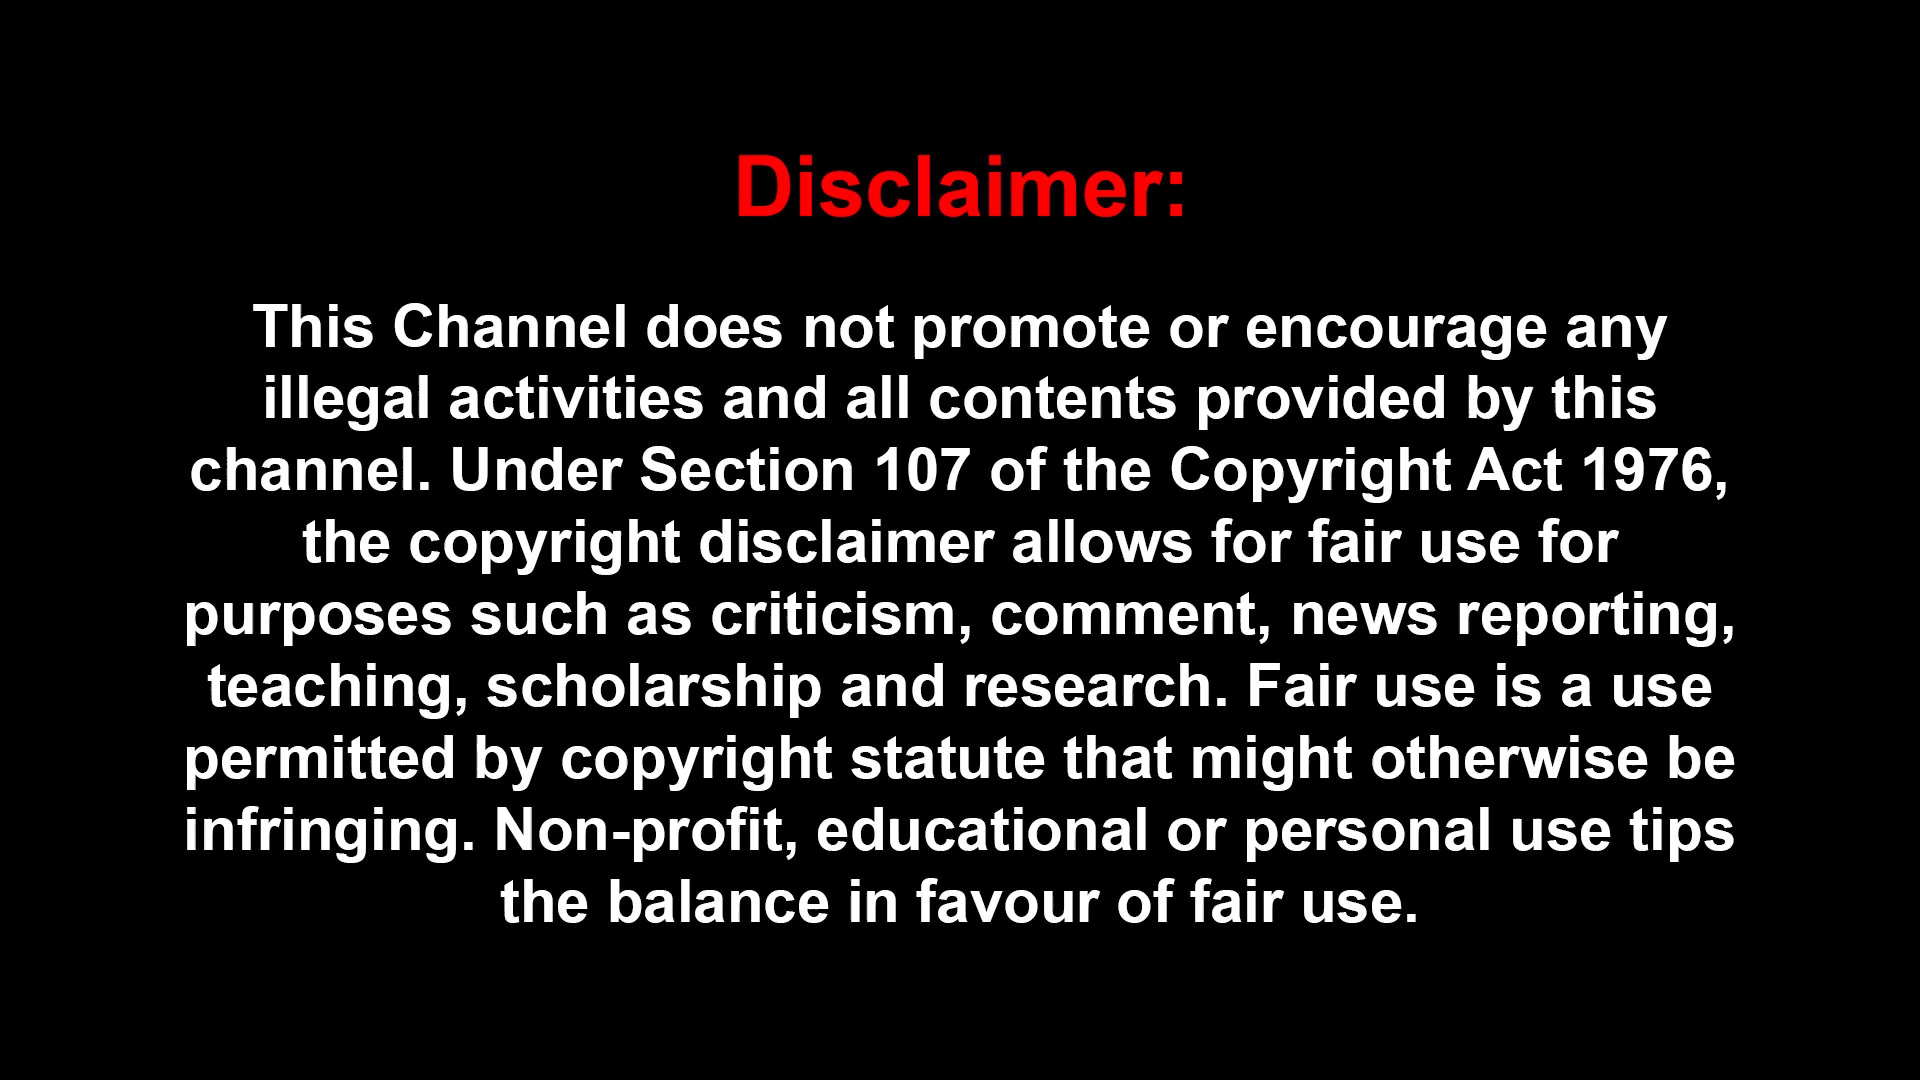 Disclaimer:
This Channel does not promote or encourage any
illegal activities and all contents provided by this
channel. Under Section 107 of the Copyright Act 1976,
the copyright disclaimer allows for fair use for
purposes such as criticism, comment, news reporting,
teaching, scholarship and research. Fair use is a use
permitted by copyright statute that might otherwise be
infringing. Non-profit, educational or personal use tips
the balance in favour of fair use.